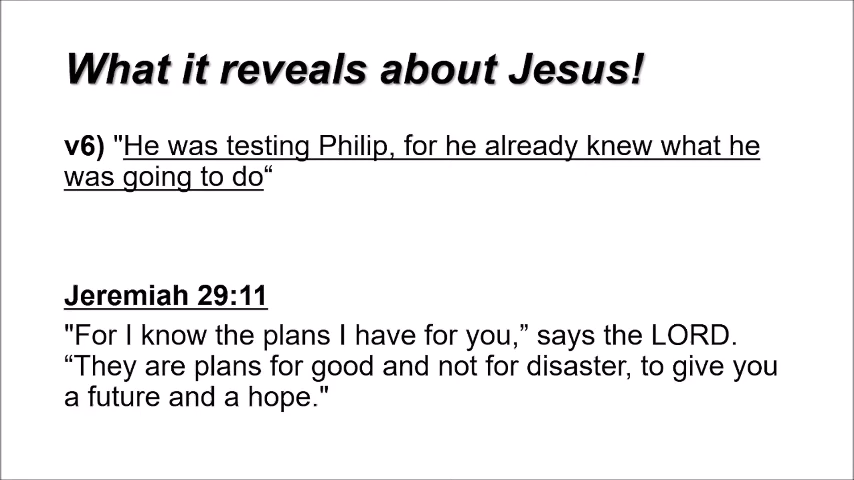 What it reveals about Jesus!
v6) "He was testing Philip, for he already knew what he
was going to do“
Jeremiah 29:11
"For I know the plans I have for you,” says the LORD.
“They are plans for good and not for disaster, to give you
a future and a hope."